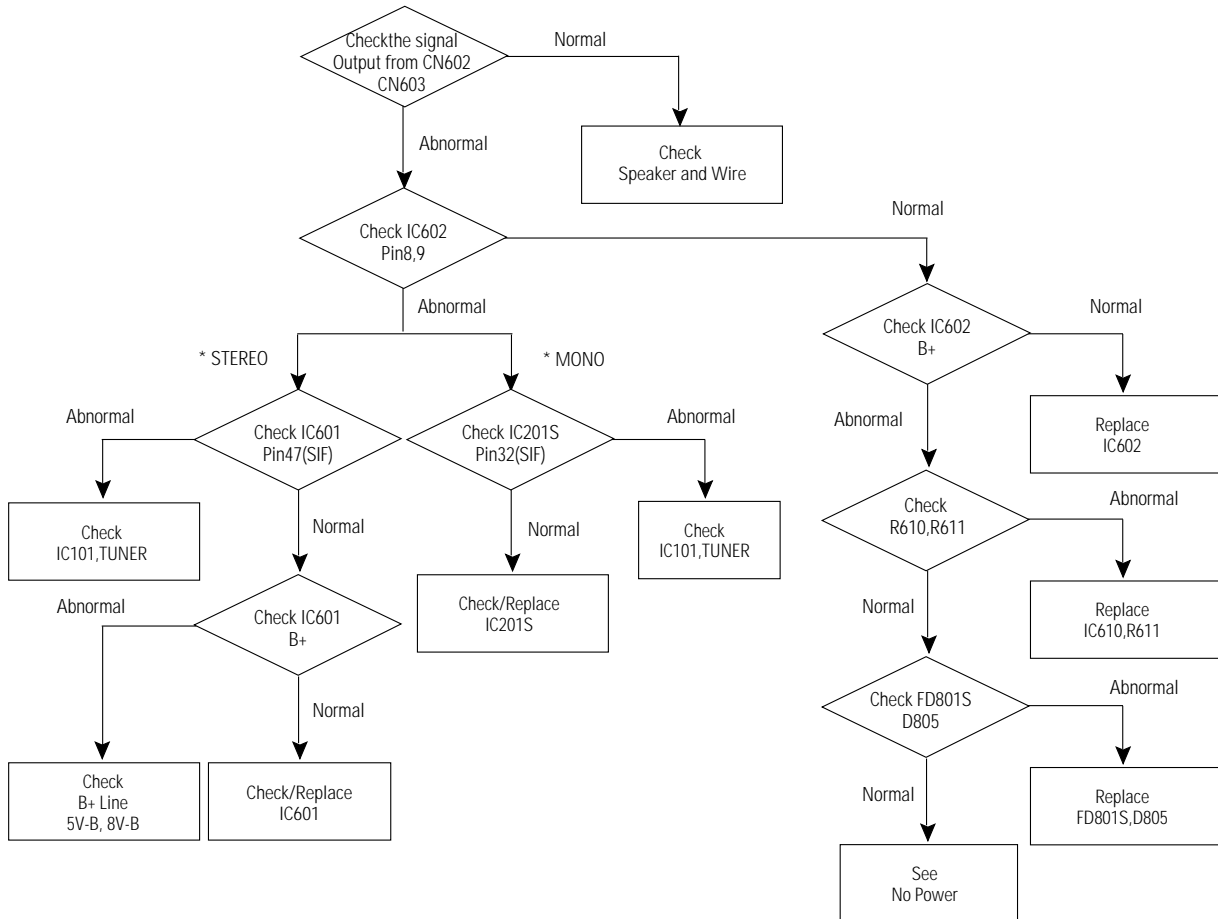 Checkthe signal
Output from CN602
CN603
Normal
Abnormal
Check
Speaker and Wire
Check IC602
Pin8,9
Normal
Abnormal
* STEREO
* MONO
Check IC602
B+
Normal
Abnormal
Replace
IC602
Abnormal
Check IC601
Pin47(SIF)
Check IC201S
Pin32(SIF)
Abnormal
Normal
Normal
Check
IC101,TUNER
Check
IC101,TUNER
Check
R610,R611
Abnormal
Normal
Replace
IC610,R611
Abnormal
Check IC601
B+
Check/Replace
IC201S
Normal
Check FD801S
D805
Abnormal
Normal
Replace
FD801S,D805
Check
B+ Line
5V-B, 8V-B
Check/Replace
IC601
See
No Power